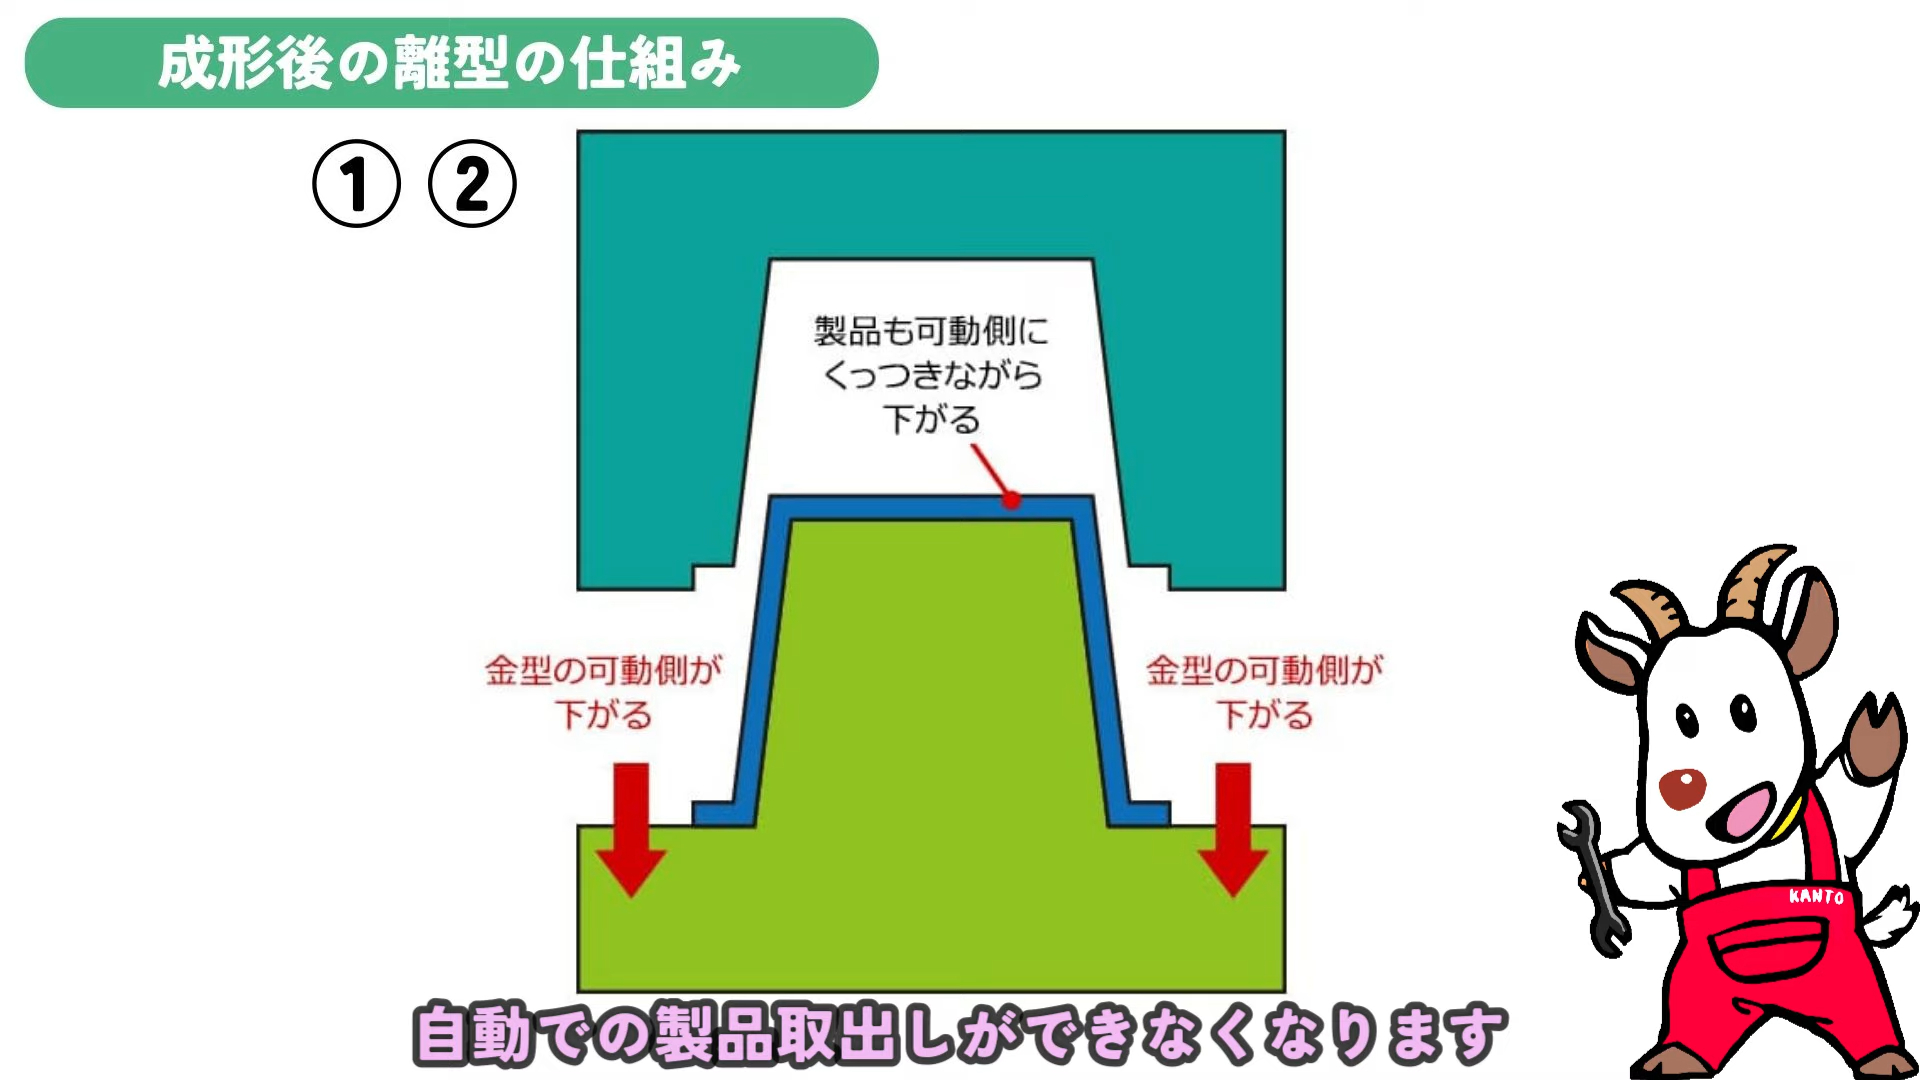 成形後の離型の仕組み
① ②
製品も可動側に
くっつきながら
下がる
金型の可動側が
下がる
金型の可動側が
下がる
KANTO
自動での製品取出しができなくなります